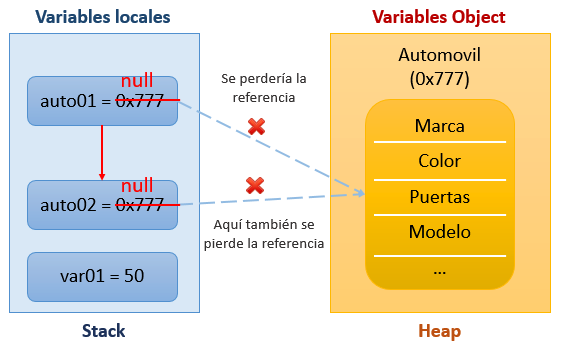 Variables locales
Variables Object
null
auto01 = 0x777
Se perdería la
referencia
Automovil
(0x777)
Marca
Color
Puertas
Modelo
...
null
auto02 = 0x777
Aquí también se
pierde la referencia
var01 = 50
Stack
Heap